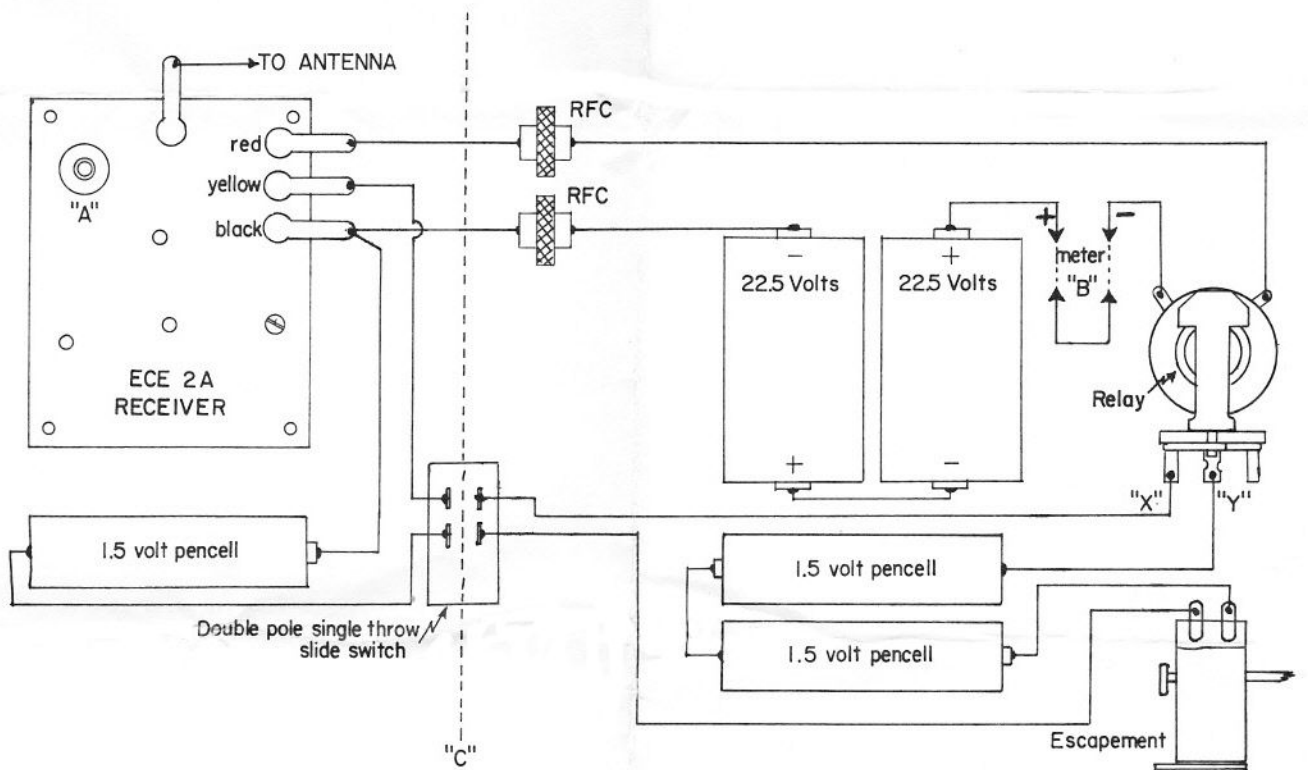 TO ANTENNA
RFC
red
yellow
"A"
black
RFC
+
-
meter
"B"
-
22.5 Volts
+
+
22.5 Volts
-
ECE 2A
RECEIVER
Relay
"X"
"Y"
1.5 volt pencell
1.5 volt pencell
Double pole single throw
slide switch
1.5 volt pencell
Escapement
"C"